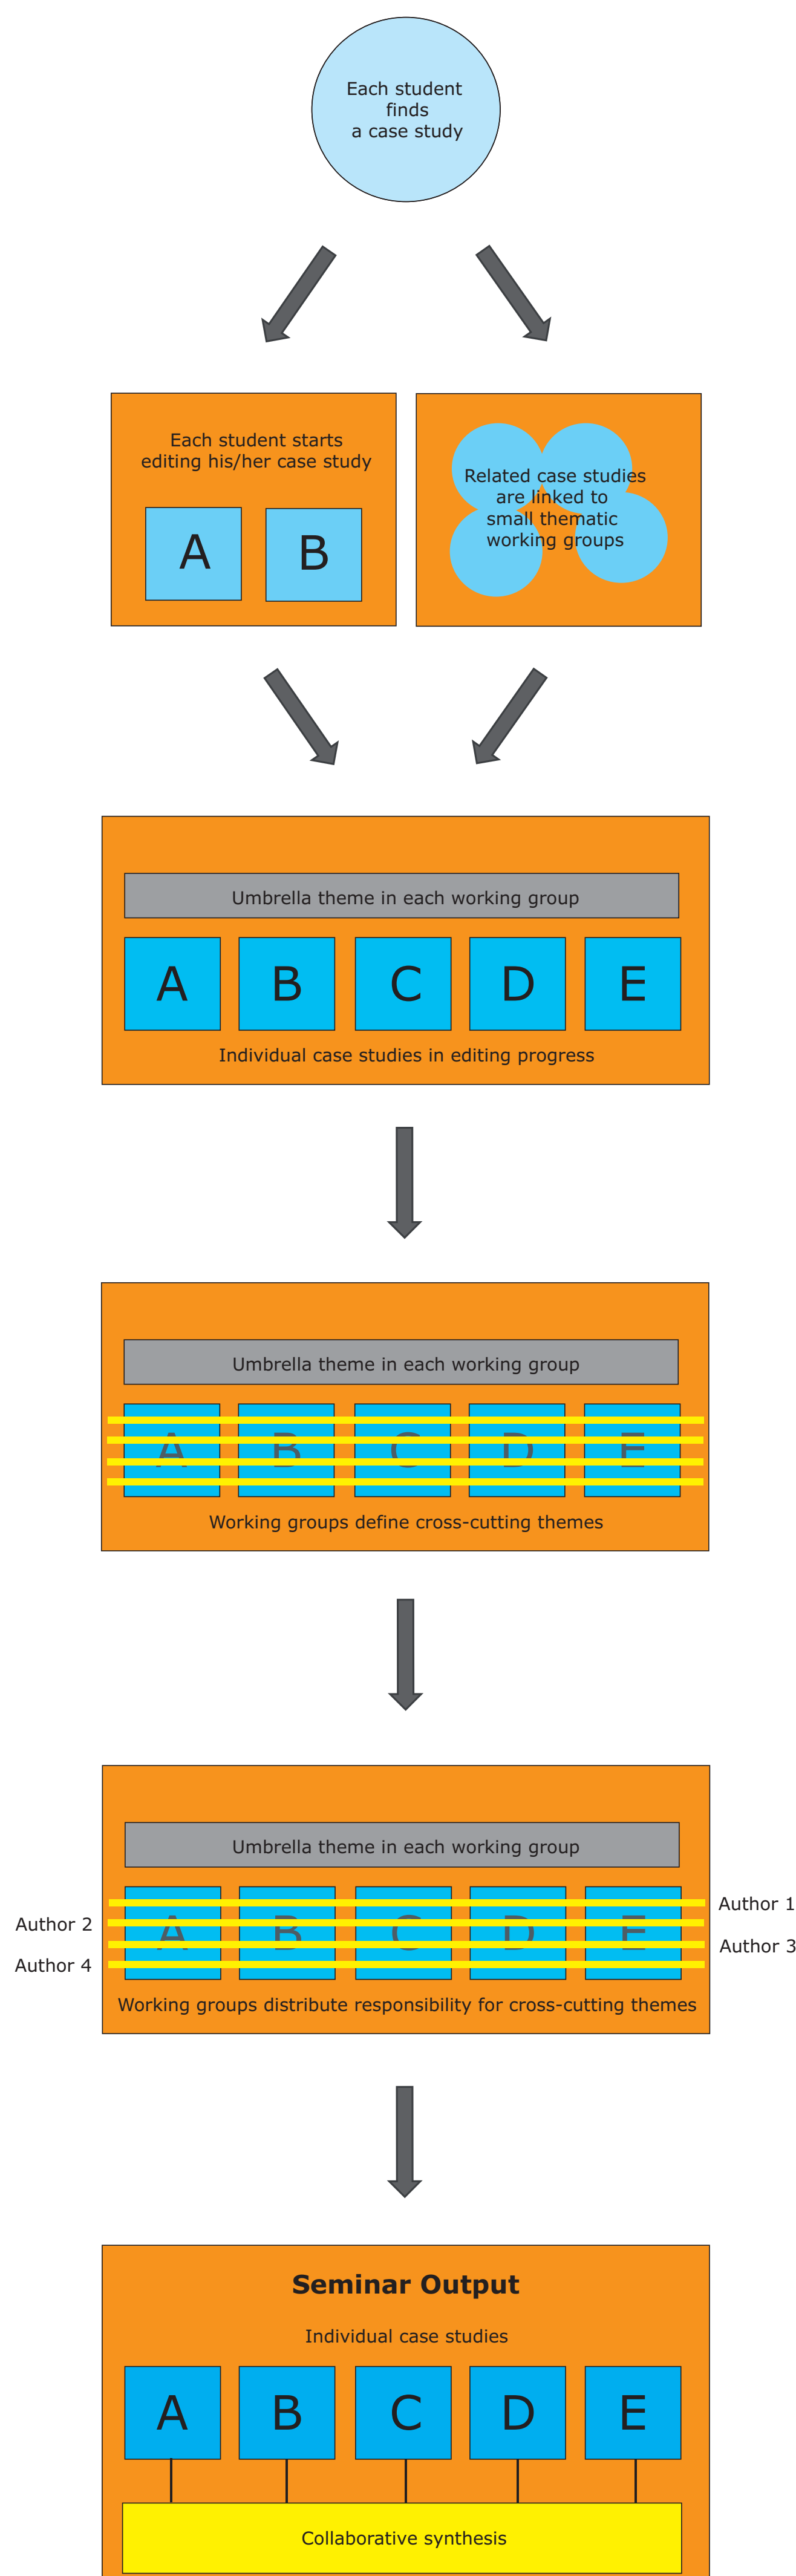 Each student
finds
a case study
Each student starts
editing his/her case study
A B
Related case studies
are linked to
small thematic
working groups
Umbrella theme in each working group
A B C D E
Individual case studies in editing progress
Umbrella theme in each working group
A B C D E
Working groups define cross-cutting themes
Umbrella theme in each working group
Author 1
Author 2
A B C D E
Author 3
Author 4
Working groups distribute responsibility for cross-cutting themes
Seminar Output
Individual case studies
A B C D E
Collaborative synthesis